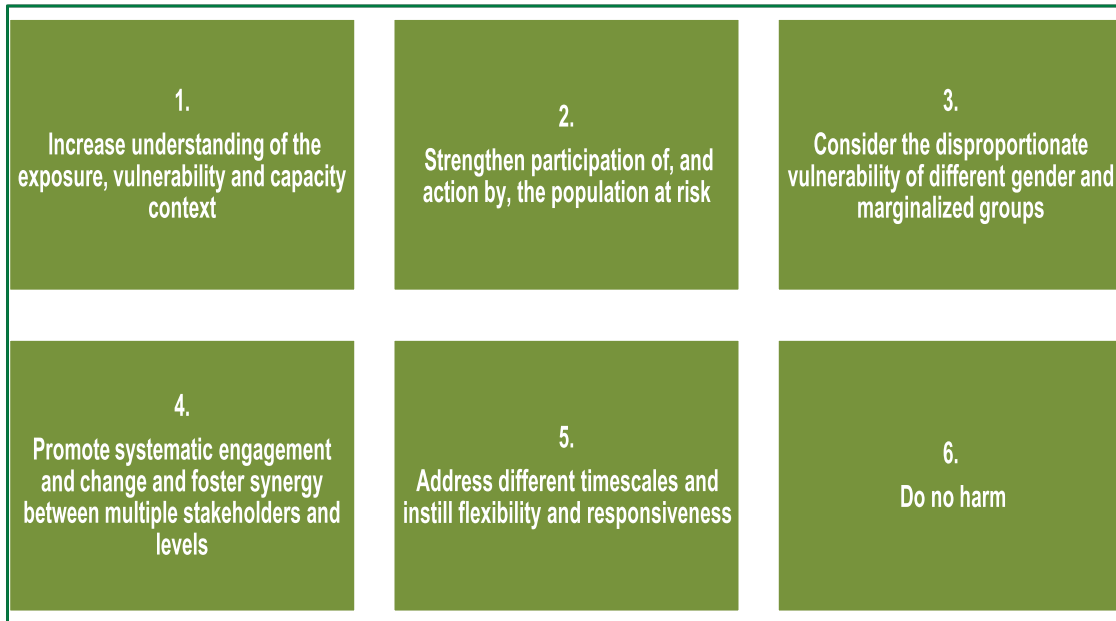 1.
Increase understanding of the
exposure, vulnerability and capacity
context
2.
Strengthen participation of, and
action by, the population at risk
3.
Consider the disproportionate
vulnerability of different gender and
marginalized groups
4.
Promote systematic engagement
and change and foster synergy
between multiple stakeholders and
levels
5.
Address different timescales and
instill flexibility and responsiveness
6.
Do no harm